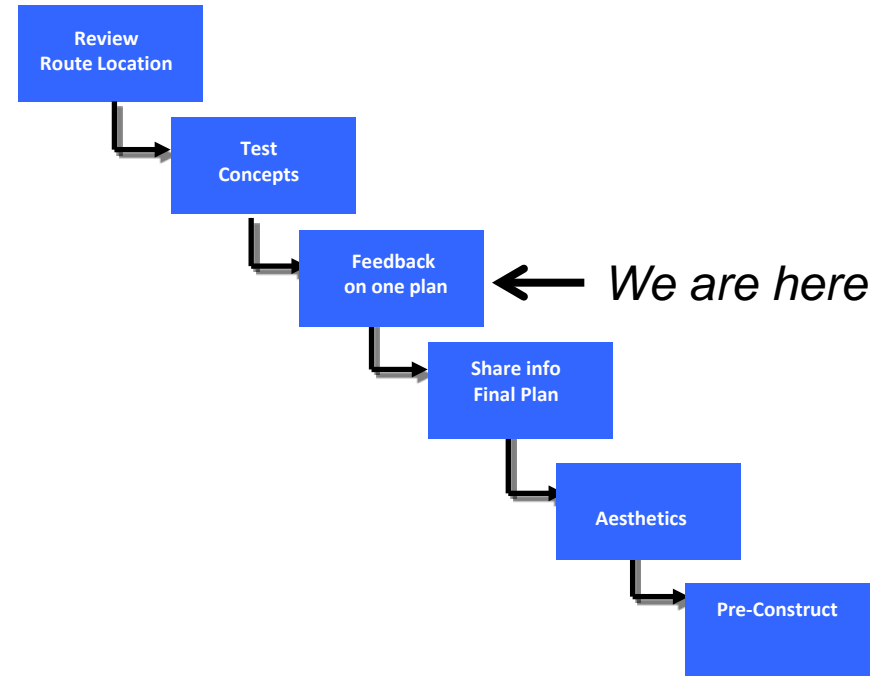 Review
Route Location
Test
Concepts
Feedback
on one plan
We are here
Share info
Final Plan
Aesthetics
Pre-Construct